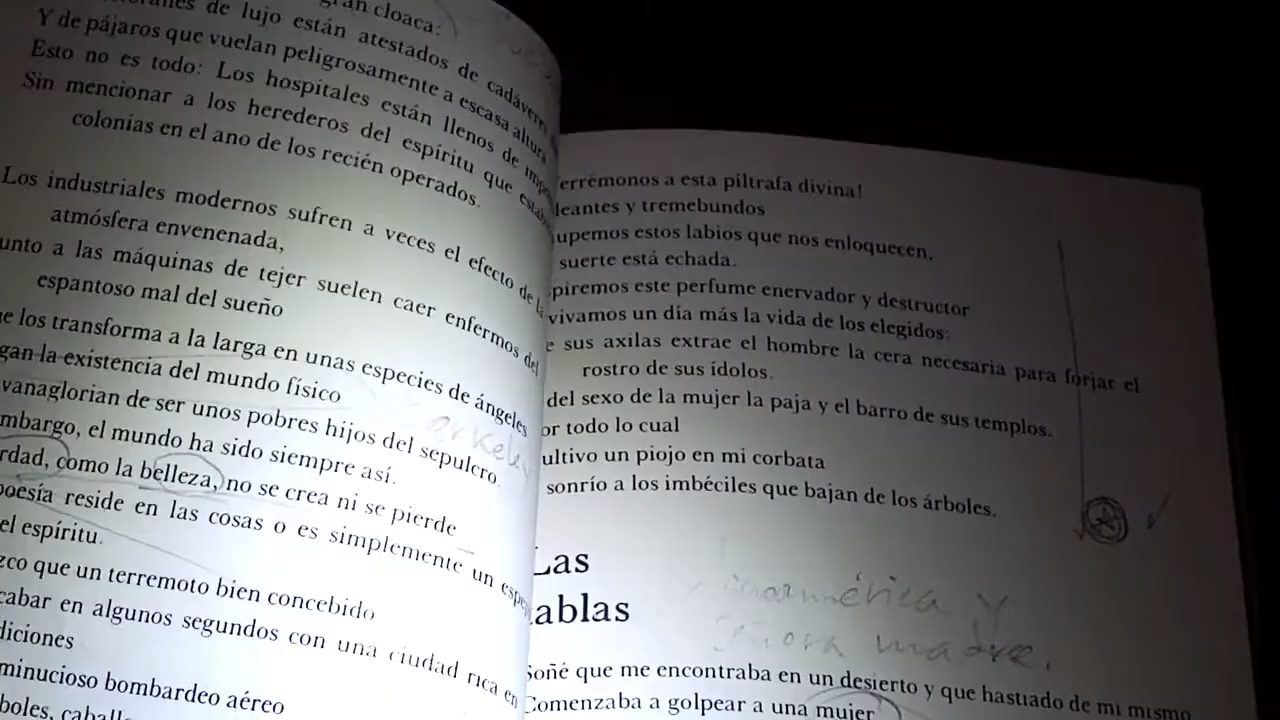 gran cloaca:
de lujo están atestados de cadáveres
Y de pájaros que vuelan peligrosamente a escasa altura
Esto no es todo: Los hospitales están llenos de
Sin mencionar a los herederos del espíritu que
colonias en el ano de los recién operados.
Los industriales modernos sufren a veces el efecto de la
atmósfera envenenada,
unto a las máquinas de tejer suelen caer enfermos del
espantoso mal del sueño
e los transforma a la larga en unas especies de ángeles
gan la existencia del mundo físico
vanaglorian de ser unos pobres hijos del sepulcro.
mbargo, el mundo ha sido siempre así.
rdad, como la belleza, no se crea ni se pierde
poesía reside en las cosas o es simplemente un
el espíritu.
zco que un terremoto bien concebido
cabar en algunos segundos con una ciudad rica en
diciones
minucioso bombardeo aéreo
boles,
errémonos a esta piltrafa divina!
leantes y tremebundos
upemos estos labios que nos enloquecen,
suerte está echada.
piremos este perfume enervador y destructor
vivamos un día más la vida de los elegidos:
e sus axilas extrae el hombre la cera necesaria para forjar el
rostro de sus ídolos.
del sexo de la mujer la paja y el barro de sus templos.
or todo lo cual
ultivo un piojo en mi corbata
sonrío a los imbéciles que bajan de los árboles.
Las
ablas
y
madre.
Soñé que me encontraba en un desierto y que hastiado de mí mismo
Comenzaba a golpear a una mujer